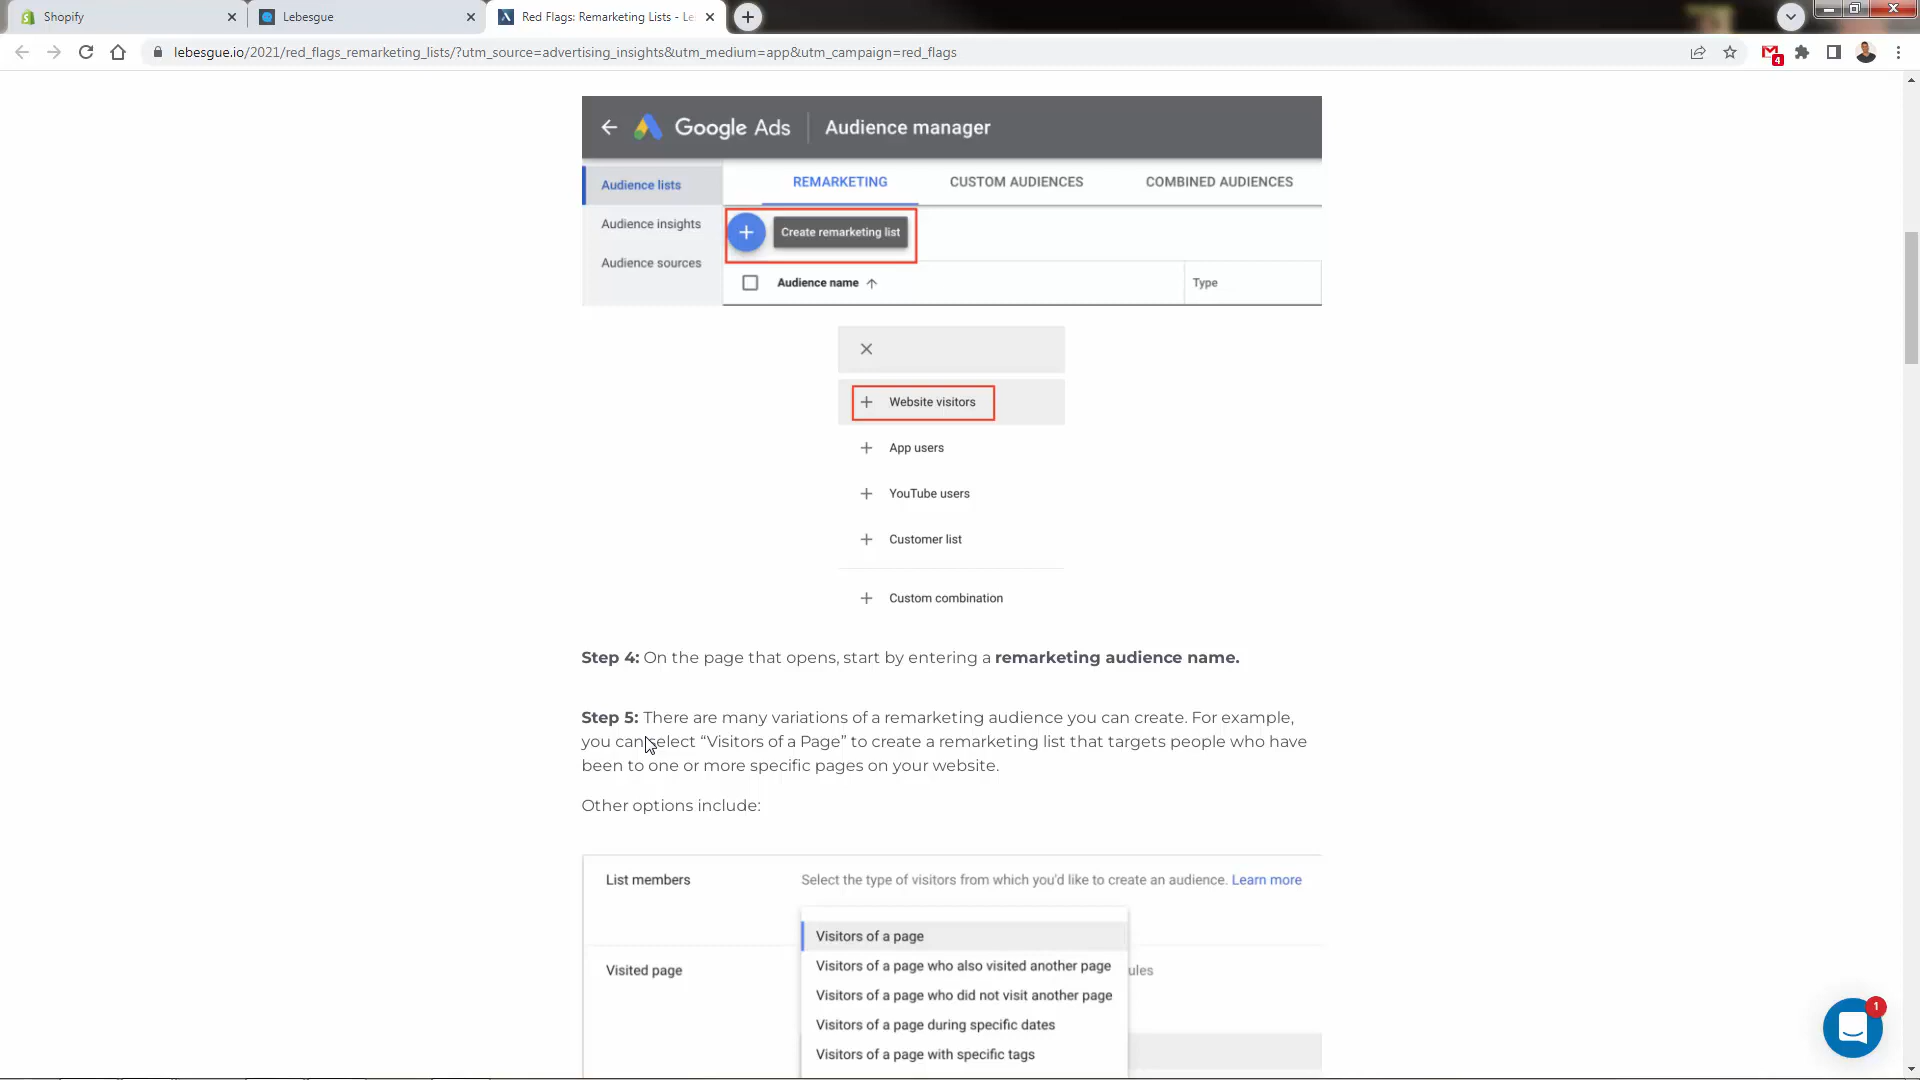 Shopify
Lebesgue
Red Flags: Remarketing Lists - Le
lebesgue.io/2021/red_flags_remarketing_lists/?utm_source=advertising_insights&utm_medium=app&utm_campaign=red_flags
4
Google Ads
Audience manager
Audience lists
REMARKETING
CUSTOM AUDIENCES
COMBINED AUDIENCES
Audience insights
Create remarketing list
Audience sources
Audience name
Type
Website visitors
App users
YouTube users
Customer list
Custom combination
Step 4: On the page that opens, start by entering a remarketing audience name.
Step 5: There are many variations of a remarketing audience you can create. For example,
you can select “Visitors of a Page” to create a remarketing list that targets people who have
been to one or more specific pages on your website.
Other options include:
List members
Select the type of visitors from which you'd like to create an audience. Learn more
Visitors of a page
Visited page
Visitors of a page who also visited another page
ules
Visitors of a page who did not visit another page
Visitors of a page during specific dates
Visitors of a page with specific tags
1